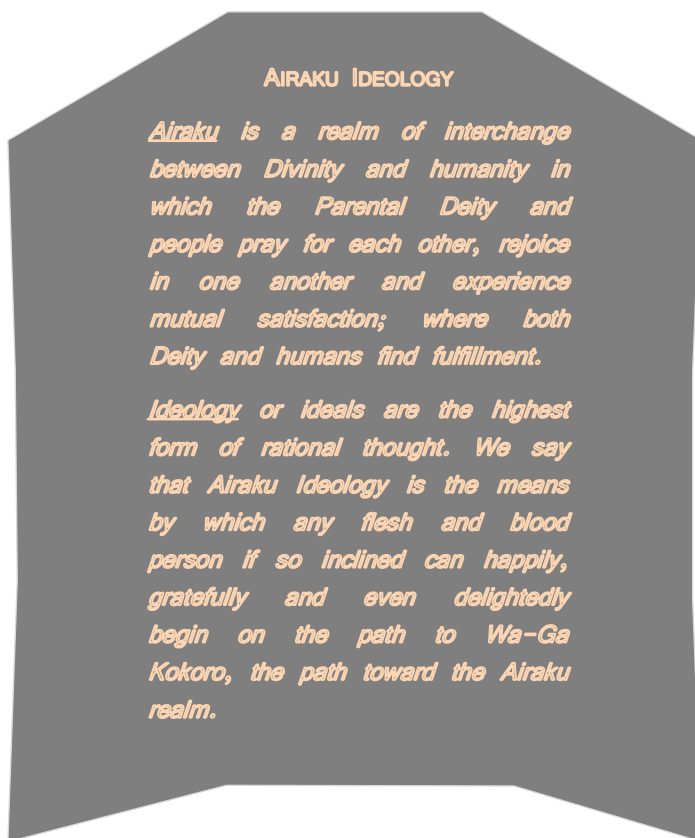 AIRAKU IDEOLOGY
Airaku is a realm of interchange
between Divinity and humanity in
which the Parental Deity and
people pray for each other, rejoice
in one another and experience
mutual satisfaction; where both
Deity and humans find fulfillment.
Ideology or ideals are the highest
form of rational thought. We say
that Airaku Ideology is the means
by which any flesh and blood
person if so inclined can happily,
gratefully and even delightedly
begin on the path to Wa-Ga
Kokoro, the path toward the Airaku
realm.